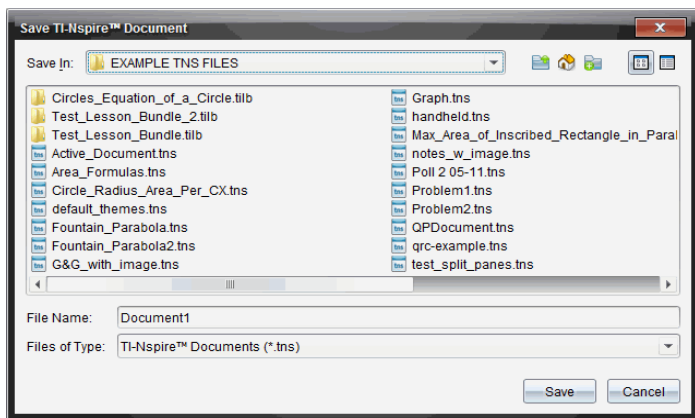 Save TI-Nspire™ Document
Save In: EXAMPLE TNS FILES
Circles_Equation_of_a_Circle.tilb
Test_Lesson_Bundle_2.tilb
Test_Lesson_Bundle.tilb
Active_Document.tns
Area_Formulas.tns
Circle_Radius_Area_Per_CX.tns
default_themes.tns
Fountain_Parabola.tns
Fountain_Parabola2.tns
G&G_with_image.tns
Graph.tns
handheld.tns
Max_Area_of_Inscribed_Rectangle_in_Paral
notes_w_image.tns
Poll 2 05-11.tns
Problem1.tns
Problem2.tns
QPDocument.tns
qrc-example.tns
test_split_panes.tns
File Name: Document1
Files of Type: TI-Nspire™ Documents (*.tns)
Save Cancel